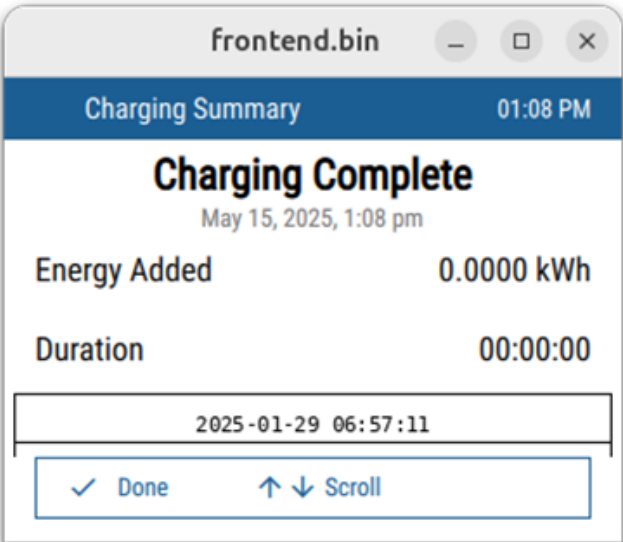 frontend.bin
Charging Summary 01:08 PM
Charging Complete
May 15, 2025, 1:08 pm
Energy Added 0.0000 kWh
Duration 00:00:00
2025-01-29 06:57:11
Done Scroll